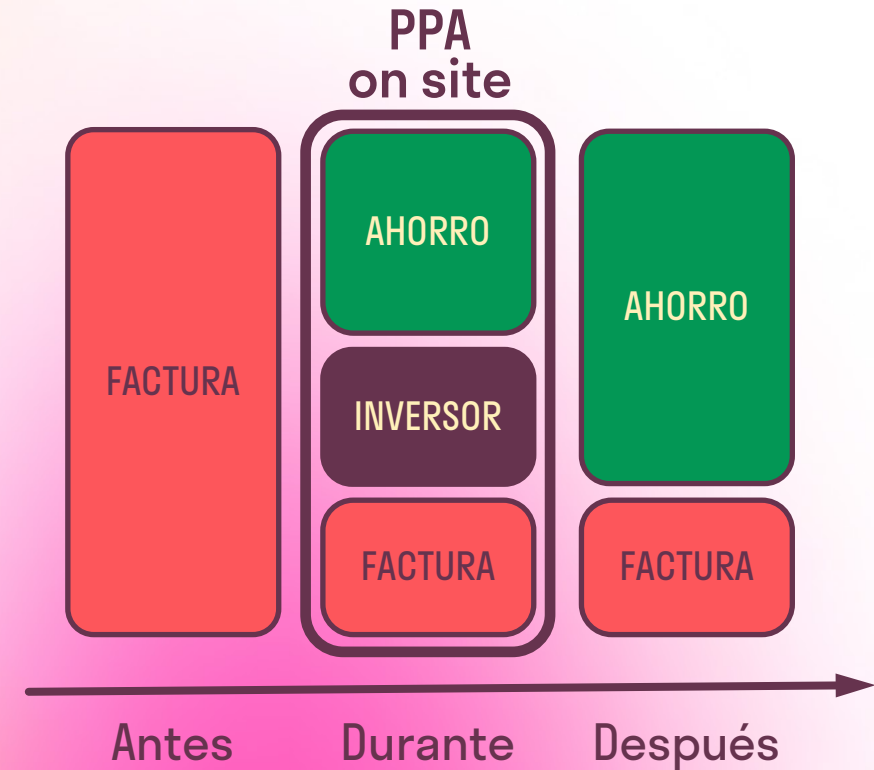 PPA
on site
FACTURA
AHORRO
INVERSOR
FACTURA
AHORRO
FACTURA
Antes
Durante
Después